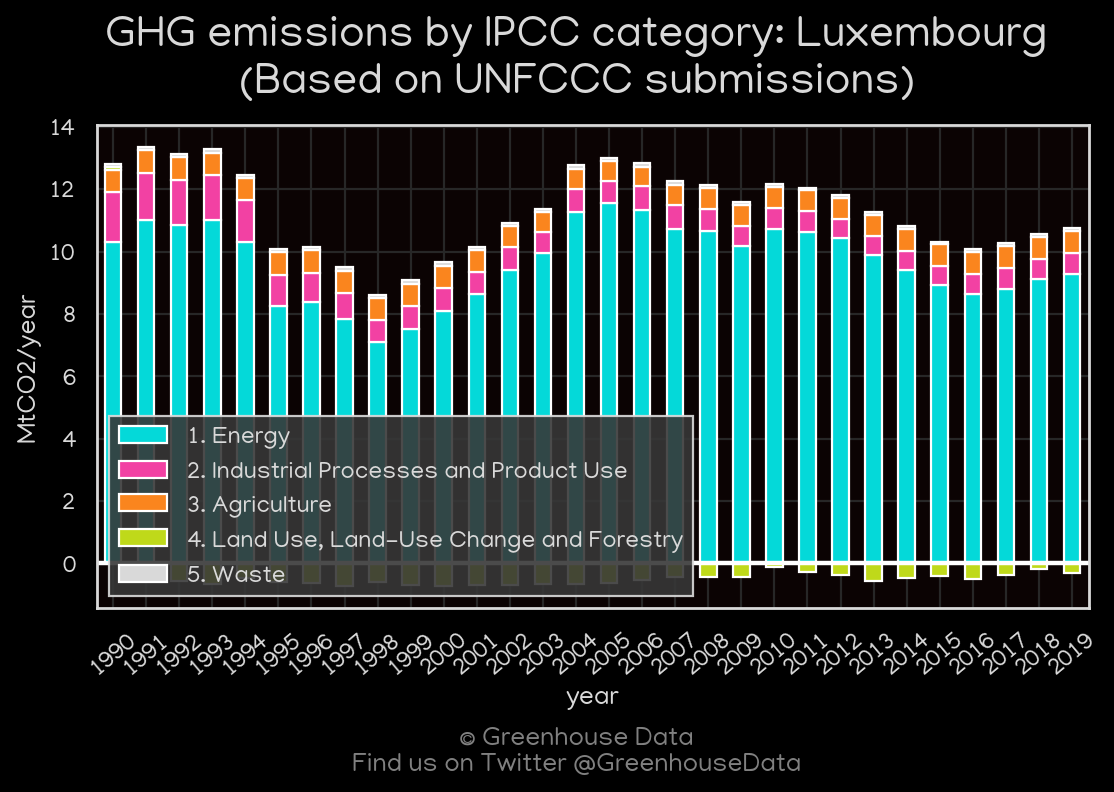 GHG emissions by IPCC category: Luxembourg
(Based on UNFCCC submissions)
MtCO2/year
14
12
10
8
6
4
2
0
1. Energy
2. Industrial Processes and Product Use
3. Agriculture
4. Land Use, Land-Use Change and Forestry
5. Waste
1990 1991 1992 1993 1994 1995 1996 1997 1998 1999 2000 2001 2002 2003 2004 2005 2006 2007 2008 2009 2010 2011 2012 2013 2014 2015 2016 2017 2018 2019
year
© Greenhouse Data
Find us on Twitter @GreenhouseData